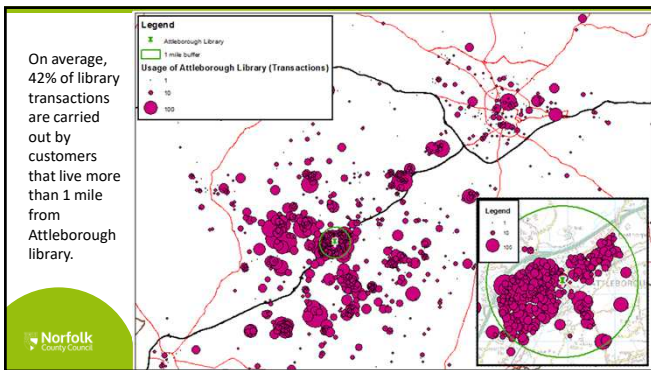 On average,
42% of library
transactions
are carried
out by
customers
that live more
than 1 mile
from
Attleborough
library.
Norfolk
County Council
Legend
Attleborough Library
1 mile buffer
Usage of Attleborough Library (Transactions)
1
10
100
Legend
1
10
100